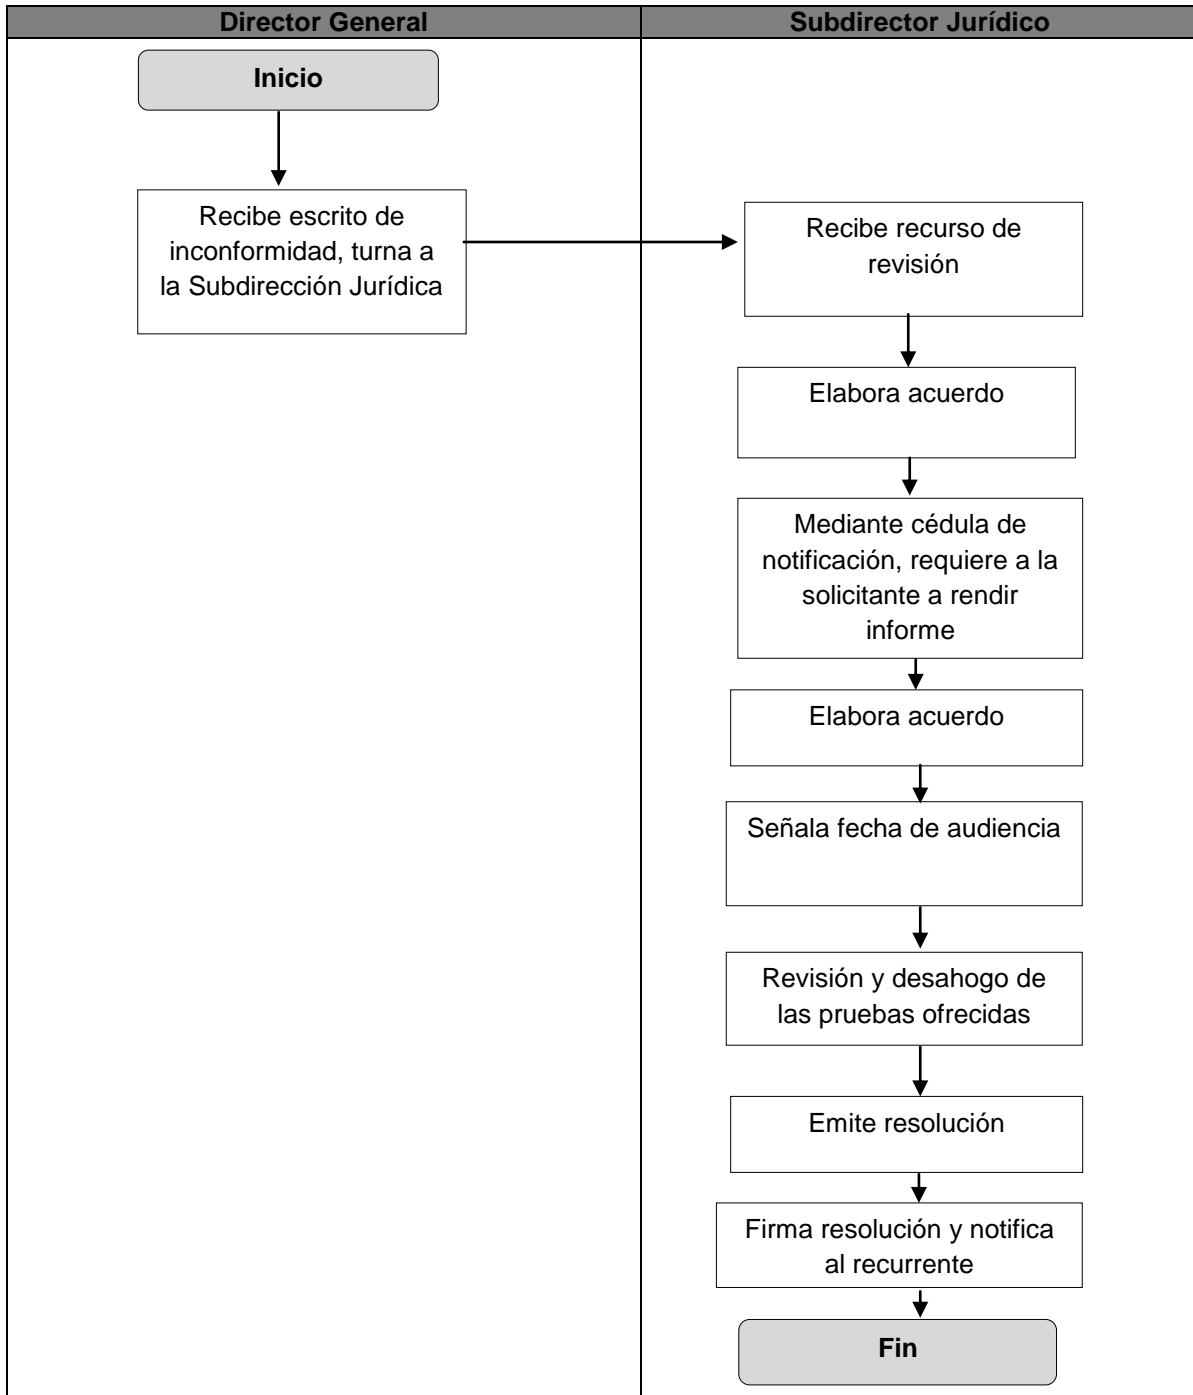 Director General
Subdirector Jurídico
Inicio
Recibe escrito de
inconformidad, turna a
la Subdirección Jurídica
Recibe recurso de
revisión
Elabora acuerdo
Mediante cédula de
notificación, requiere a la
solicitante a rendir
informe
Elabora acuerdo
Señala fecha de audiencia
Revisión y desahogo de
las pruebas ofrecidas
Emite resolución
Firma resolución y notifica
al recurrente
Fin